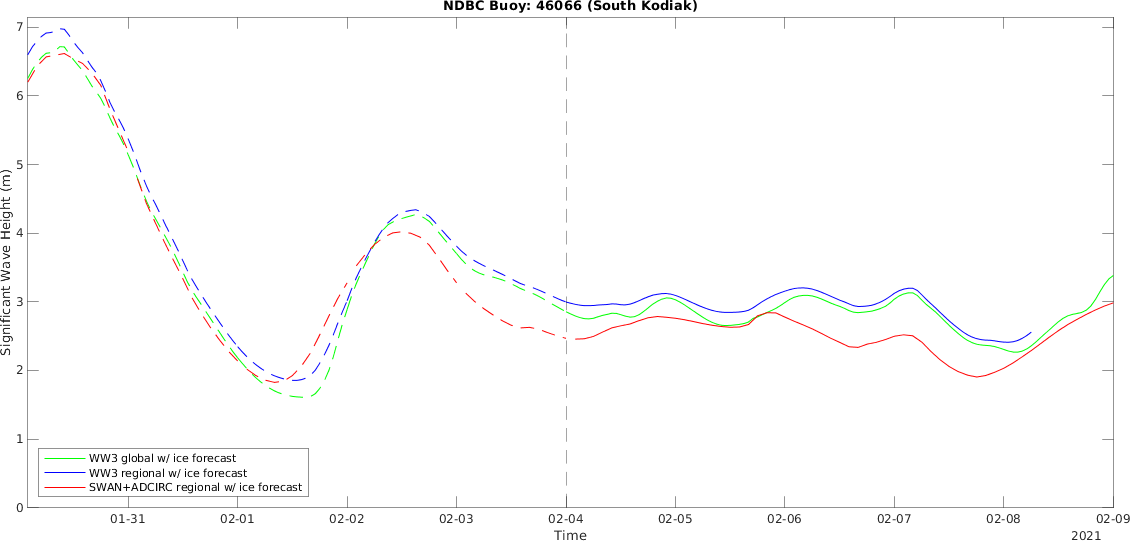 NDBC Buoy: 46066 (South Kodiak)
7
6
5
4
3
2
1
0
Significant Wave Height (m)
WW3 global w/ ice forecast
WW3 regional w/ ice forecast
SWAN+ADCIRC regional w/ ice forecast
01-31 02-01 02-02 02-03 02-04 02-05 02-06 02-07 02-08 02-09
Time
2021